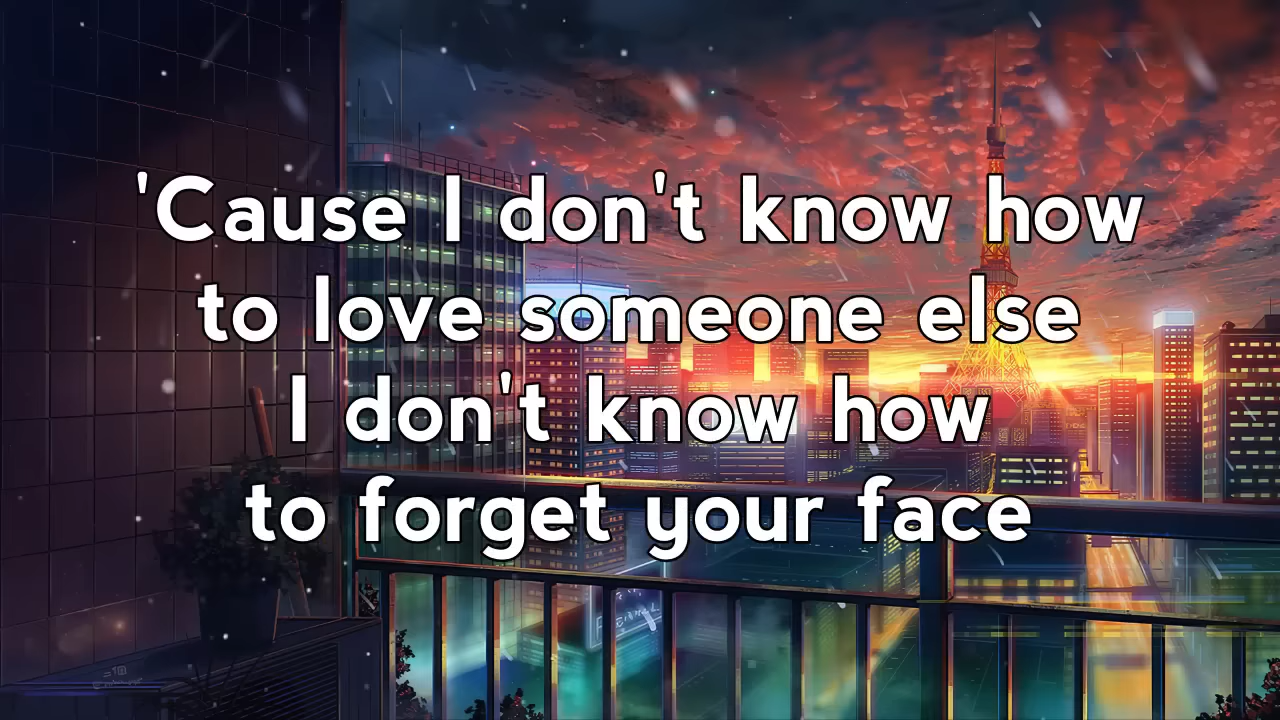 'Cause I don't know how
to love someone else
I don't know how
to forget your face